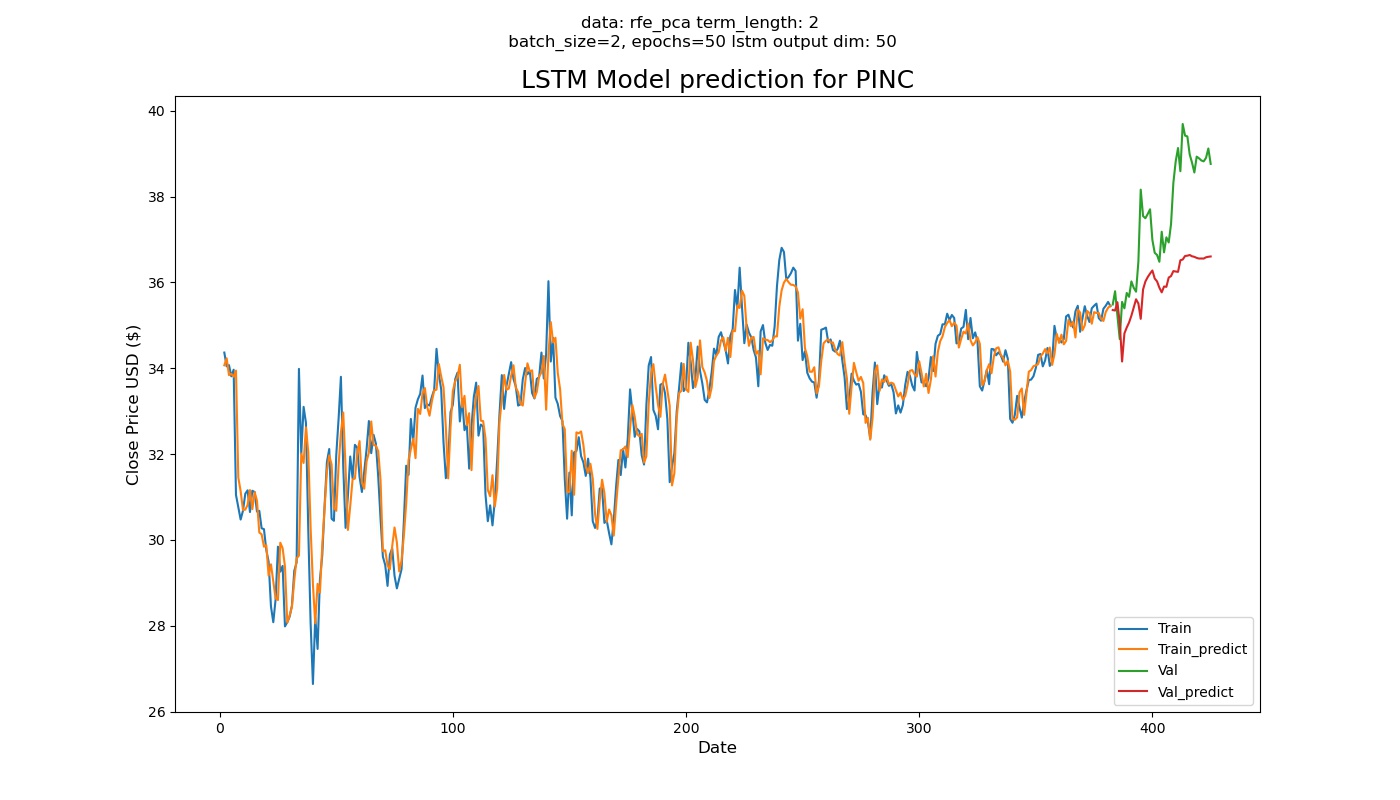 data: rfe_pca term_length: 2
batch_size=2, epochs=50 lstm output dim: 50
LSTM Model prediction for PINC
Close Price USD ($)
40
38
36
34
32
30
28
26
0 100 200 300 400
Date
Train
Train_predict
Val
Val_predict